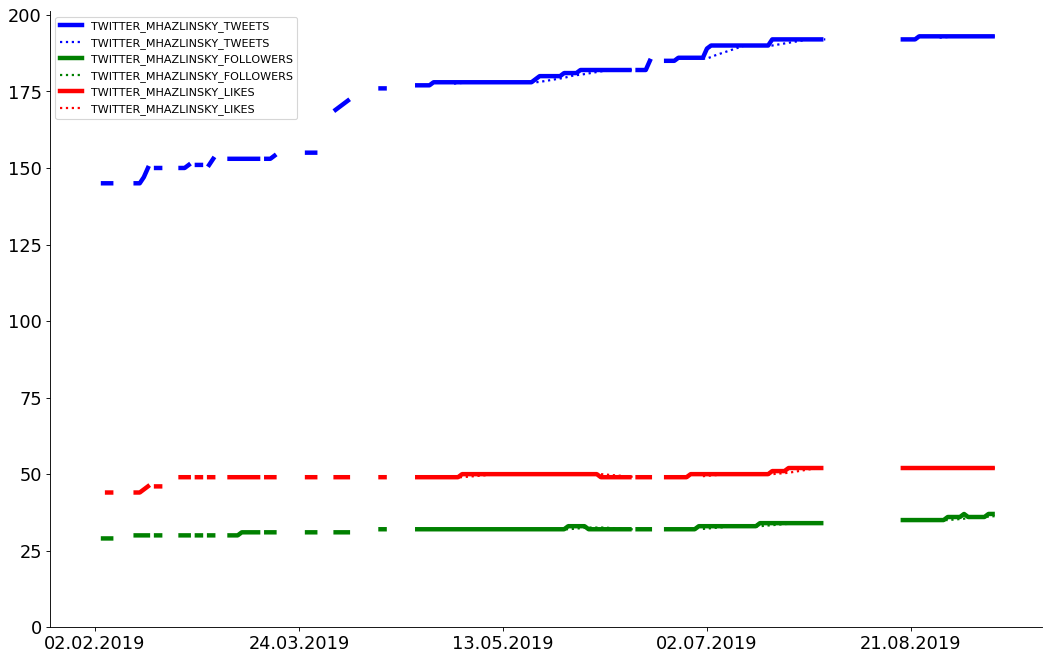 200
175
150
125
100
75
50
25
0
TWITTER_MHAZLINSKY_TWEETS
TWITTER_MHAZLINSKY_TWEETS
TWITTER_MHAZLINSKY_FOLLOWERS
TWITTER_MHAZLINSKY_FOLLOWERS
TWITTER_MHAZLINSKY_LIKES
TWITTER_MHAZLINSKY_LIKES
02.02.2019 24.03.2019 13.05.2019 02.07.2019 21.08.2019